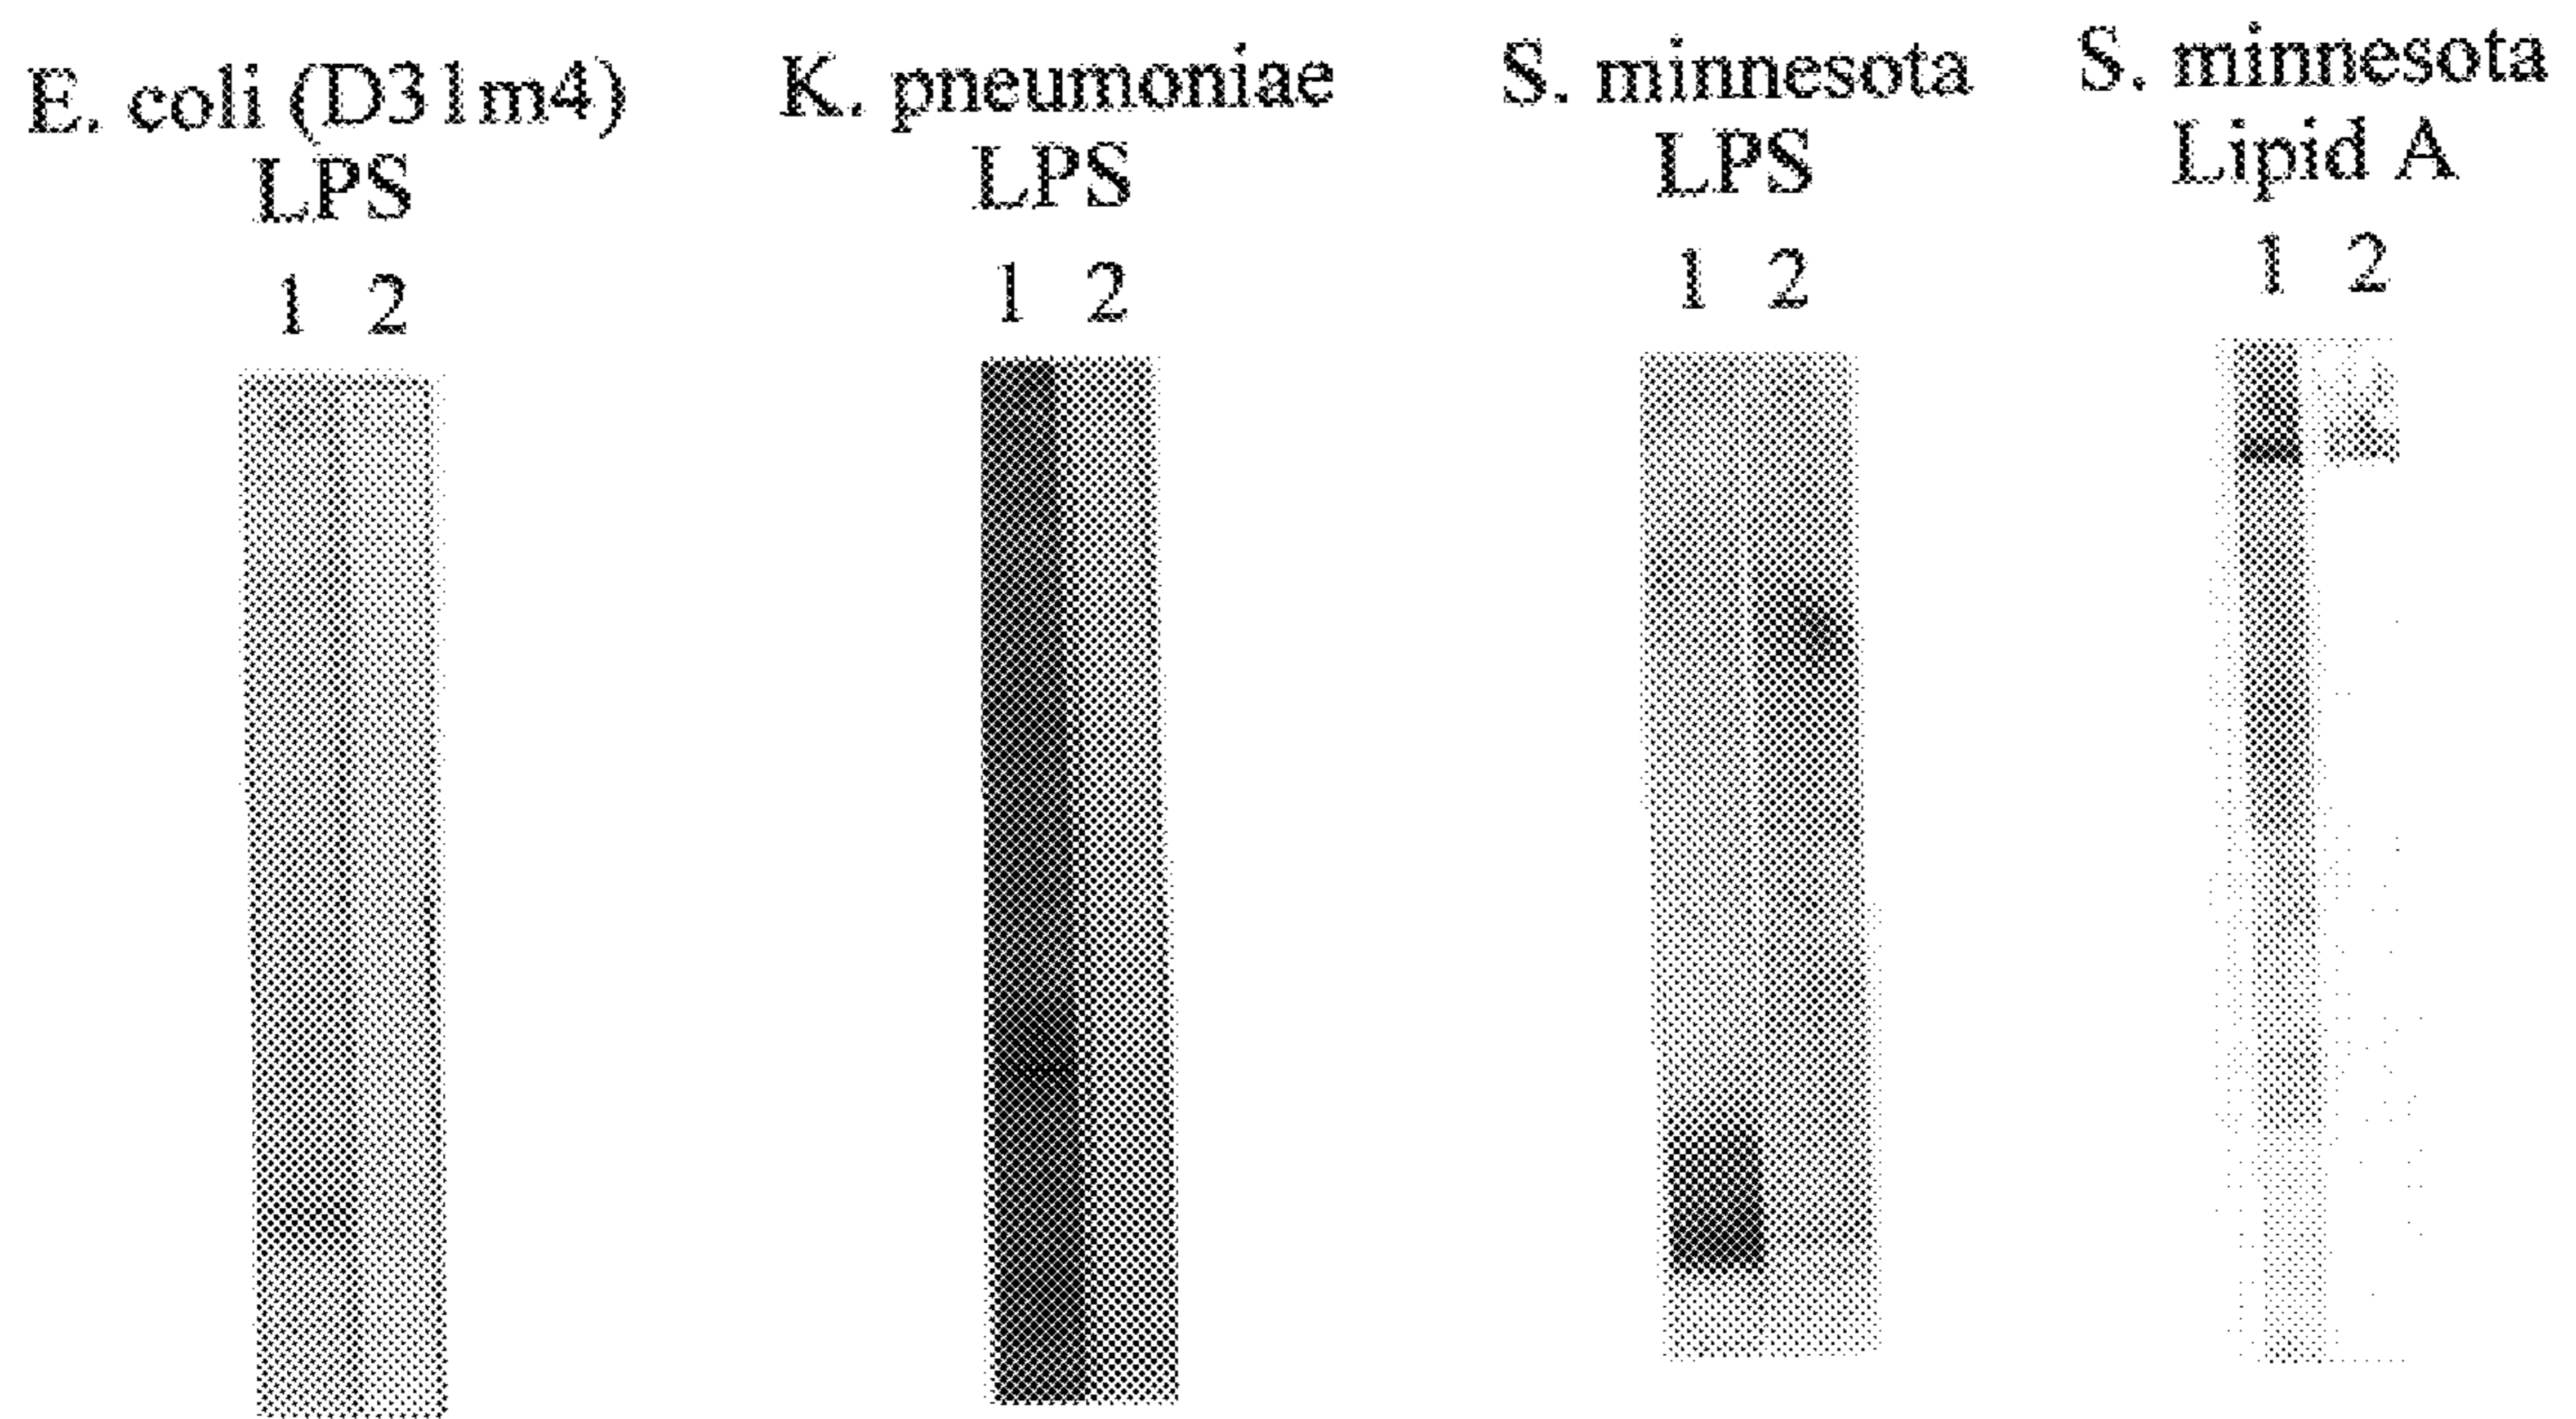 E. coli (D31m4)
LPS
1 2
K. pneumoniae
LPS
1 2
S. minnesota
LPS
1 2
S. minnesota
Lipid A
1 2